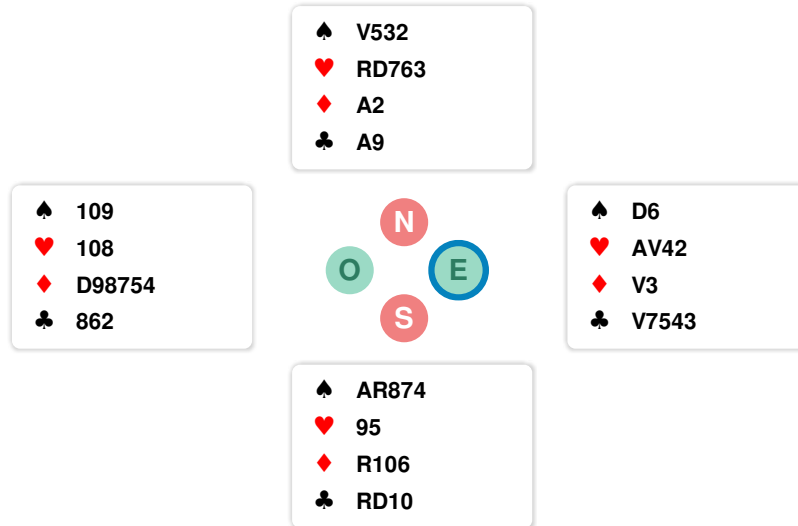 ♠ V532
♥ RD763
♦ A2
♣ A9
♠ 109
♥ 108
♦ D98754
♣ 862
N
O
E
S
♠ D6
♥ AV42
♦ V3
♣ V7543
♠ AR874
♥ 95
♦ R106
♣ RD10